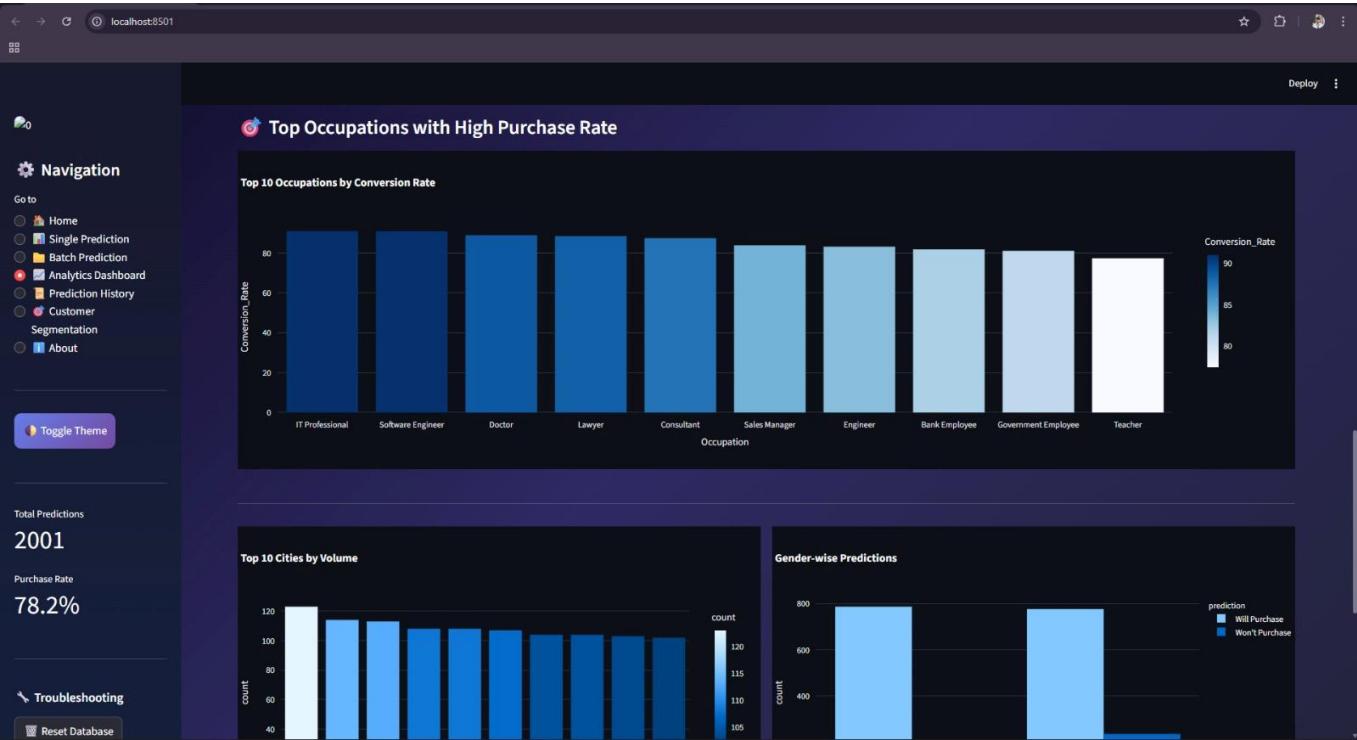 localhost:8501
Deploy
0
Navigation
Go to
Home
Single Prediction
Batch Prediction
Analytics Dashboard
Prediction History
Customer
Segmentation
About
Toggle Theme
Total Predictions
2001
Purchase Rate
78.2%
Troubleshooting
Reset Database
Top Occupations with High Purchase Rate
Top 10 Occupations by Conversion Rate
Conversion_Rate
80
60
40
20
0
IT Professional Software Engineer Doctor Lawyer Consultant Sales Manager Engineer Bank Employee Government Employee Teacher
Occupation
Conversion_Rate
90
85
80
Top 10 Cities by Volume
count
120
100
80
60
40
count
120
115
110
105
Gender-wise Predictions
count
800
600
400
prediction
Will Purchase
Won't Purchase